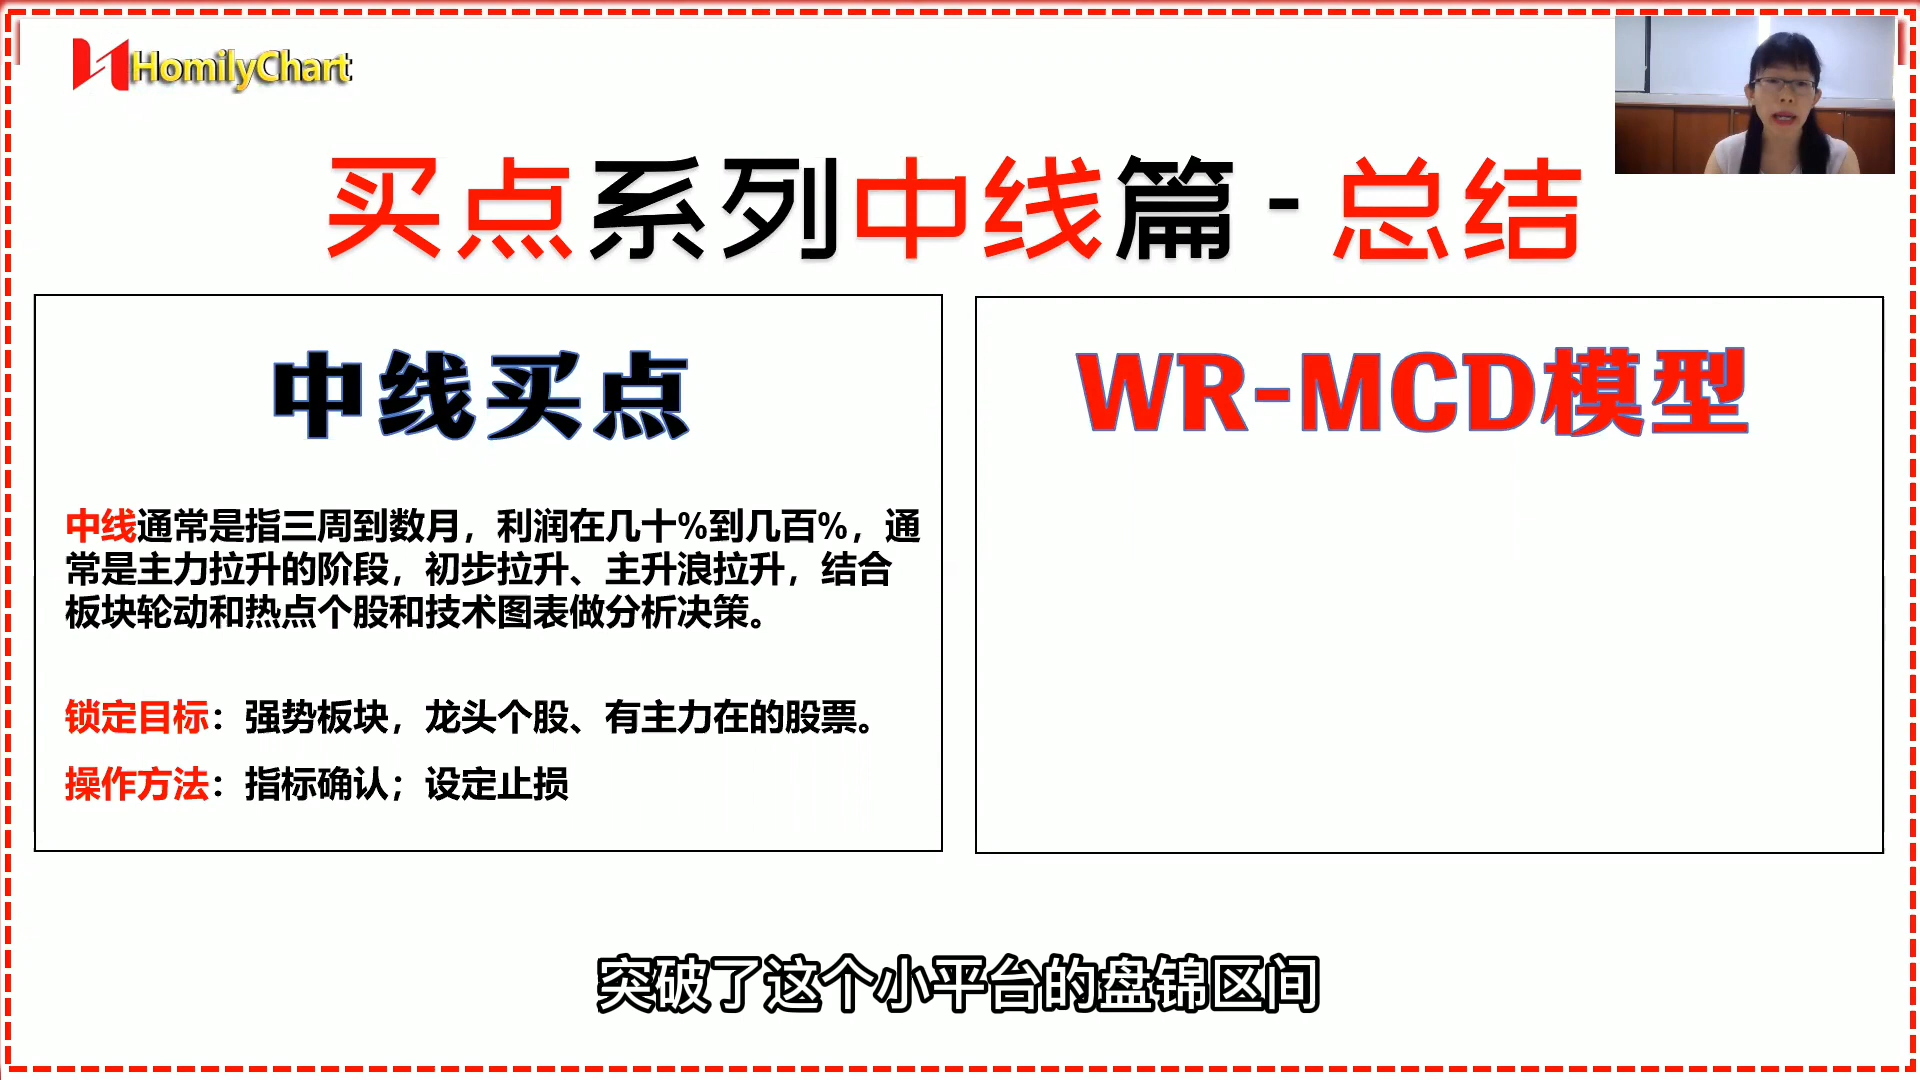 HomilyChart
买点系列中线篇-总结
中线买点
中线通常是指三周到数月，利润在几十%到几百%，通
常是主力拉升的阶段，初步拉升、主升浪拉升，结合
板块轮动和热点个股和技术图表做分析决策。
锁定目标：强势板块，龙头个股、有主力在的股票。
操作方法：指标确认；设定止损
WR-MCD模型
突破了这个小平台的盘锦区间